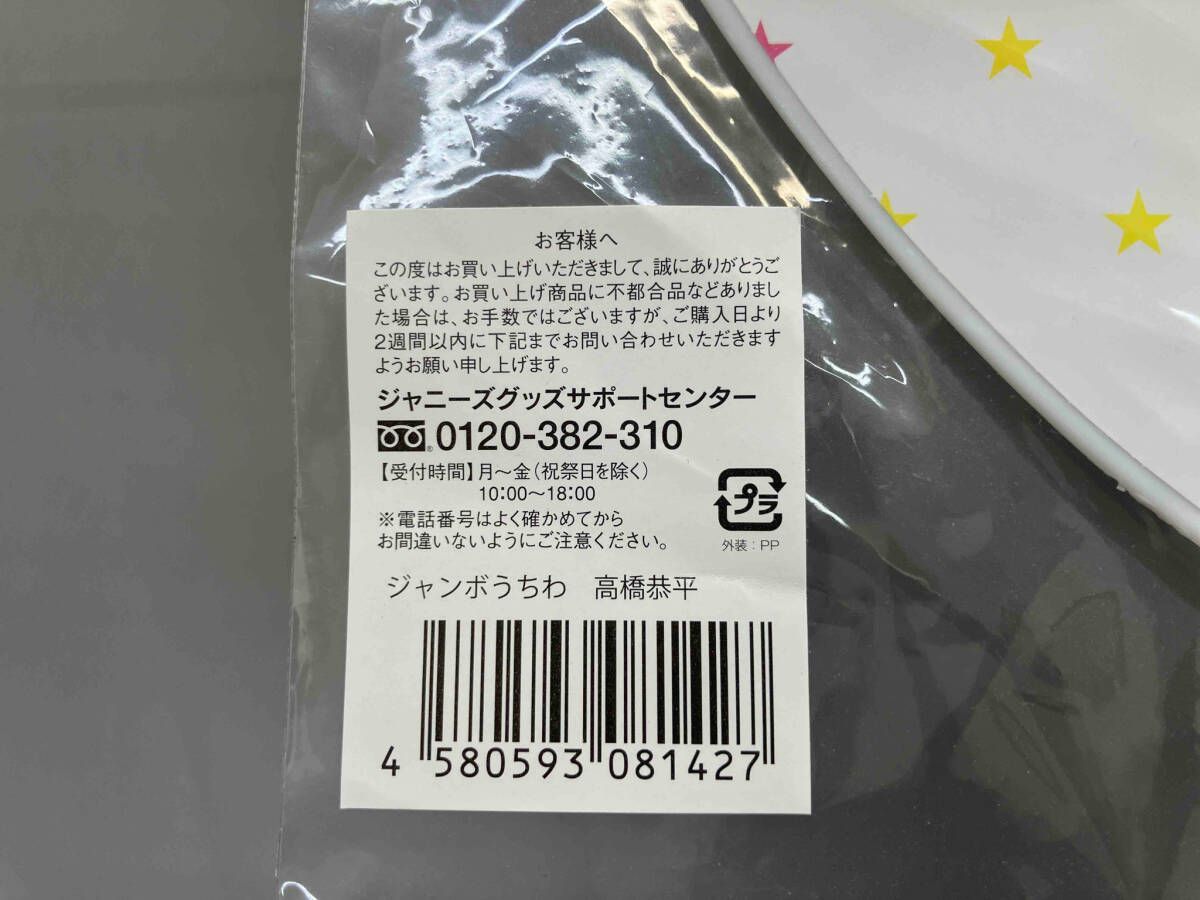 お客様へ
この度はお買い上げいただきまして、誠にありがとうご
ざいます。お買い上げ商品に不都合品などありまし
た場合は、お手数ではございますが、ご購入日より
2週間以内に下記までお問い合わせいただきます
ようお願い申し上げます。
ジャニーズグッズサポートセンター
0120-382-310
【受付時間】月～金(祝祭日を除く)
10:00～18:00
※電話番号はよく確かめてから
お間違いないようにご注意ください。
プラ
外装：PP
ジャンボうちわ 高橋恭平
4 580593 081427